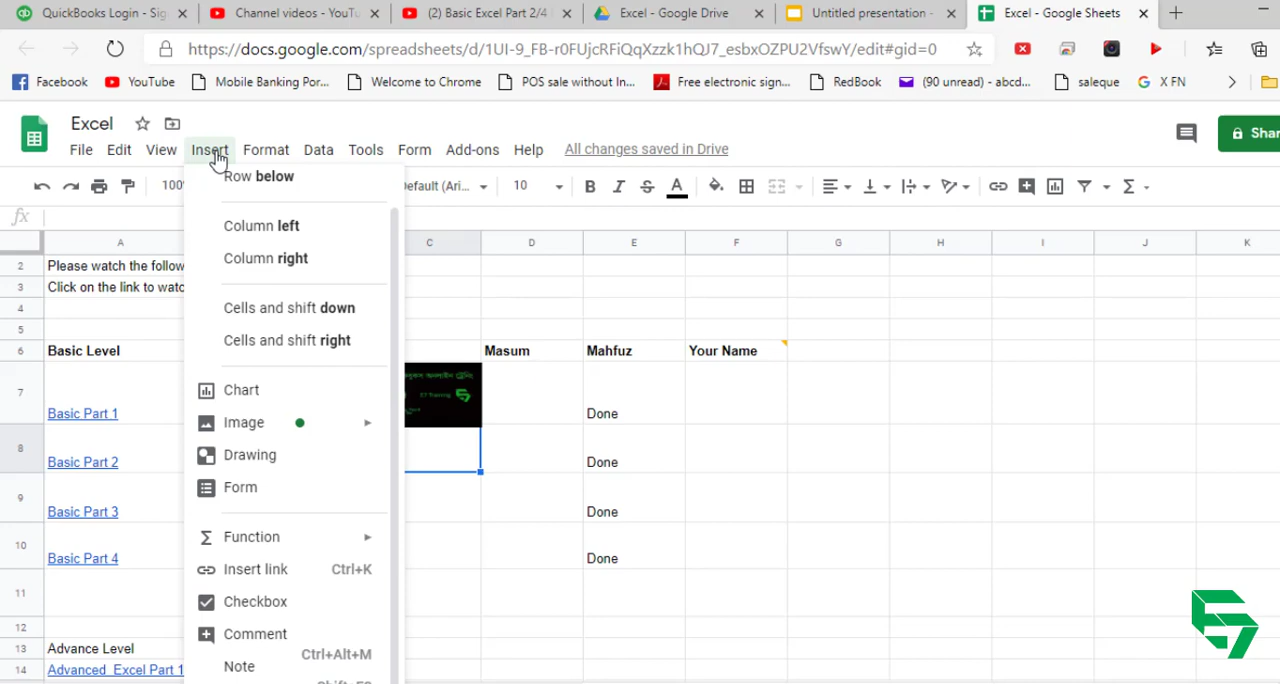 QuickBooks Login - Sig
Channel videos - YouTu
(2) Basic Excel Part 2/4
Excel - Google Drive
Untitled presentation -
Excel - Google Sheets
https://docs.google.com/spreadsheets/d/1UI-9_FB-r0FUjcRFiQqXzzk1hQJ7_esbxOZPU2VfswY/edit#gid=0
Facebook
YouTube
Mobile Banking Por...
Welcome to Chrome
POS sale without In...
Free electronic sign...
RedBook
(90 unread) - abcd...
saleque
X FN
Excel
Shar
File Edit View Insert Format Data Tools Form Add-ons Help All changes saved in Drive
100
Default (Ari...
10
fx
A C D E F G H I J K
Row below
Column left
Column right
Cells and shift down
Cells and shift right
Chart
Image
Drawing
Form
Function
Insert link Ctrl+K
Checkbox
Comment Ctrl+Alt+M
Note
2 Please watch the follow
3 Click on the link to watc
4
5
6 Basic Level Masum Mahfuz Your Name
7 Basic Part 1 Done
8 Basic Part 2 Done
9 Basic Part 3 Done
10 Basic Part 4 Done
11
12
13 Advance Level
14 Advanced Excel Part 1